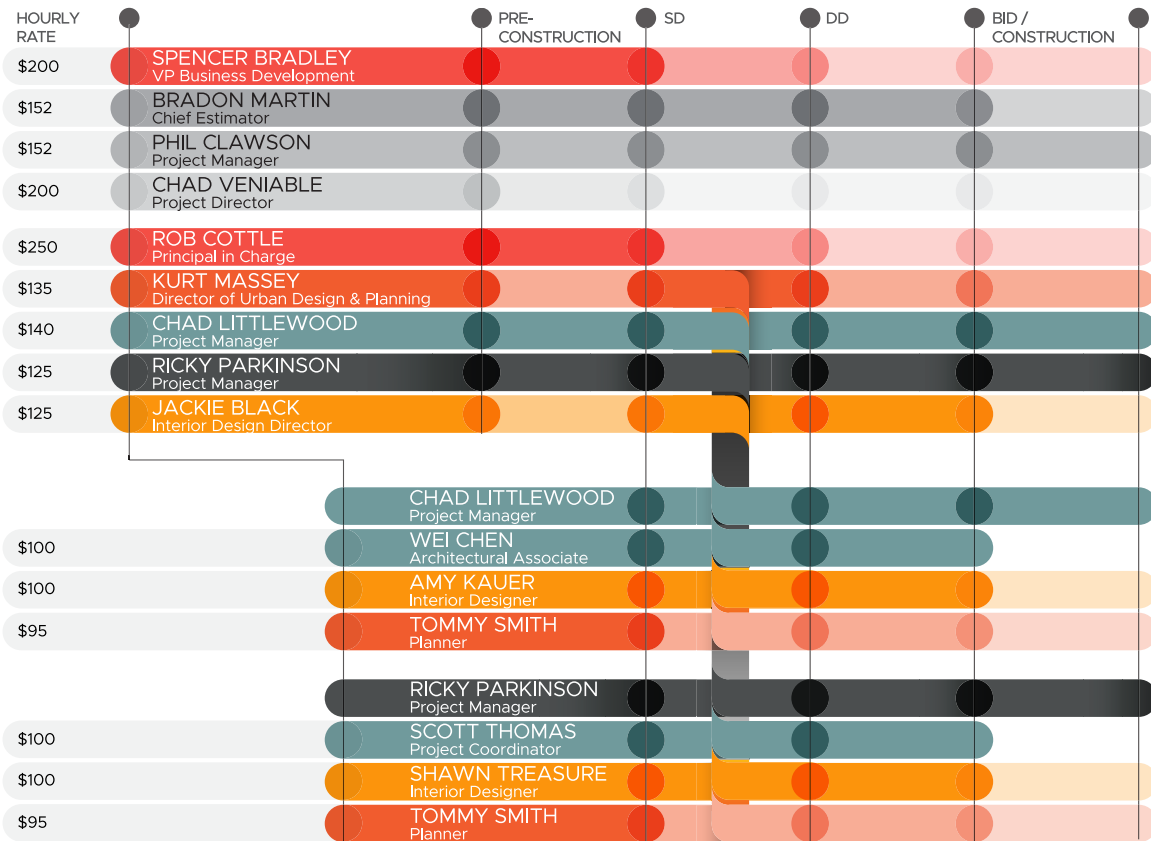 HOURLY
RATE
PRE-
CONSTRUCTION
SD
DD
BID /
CONSTRUCTION
$200
SPENCER BRADLEY
VP Business Development
$152
BRADON MARTIN
Chief Estimator
$152
PHIL CLAWSON
Project Manager
$200
CHAD VENIABLE
Project Director
$250
ROB COTTLE
Principal in Charge
$135
KURT MASSEY
Director of Urban Design & Planning
$140
CHAD LITTLEWOOD
Project Manager
$125
RICKY PARKINSON
Project Manager
$125
JACKIE BLACK
Interior Design Director
CHAD LITTLEWOOD
Project Manager
$100
WEI CHEN
Architectural Associate
$100
AMY KAUER
Interior Designer
$95
TOMMY SMITH
Planner
RICKY PARKINSON
Project Manager
$100
SCOTT THOMAS
Project Coordinator
$100
SHAWN TREASURE
Interior Designer
$95
TOMMY SMITH
Planner